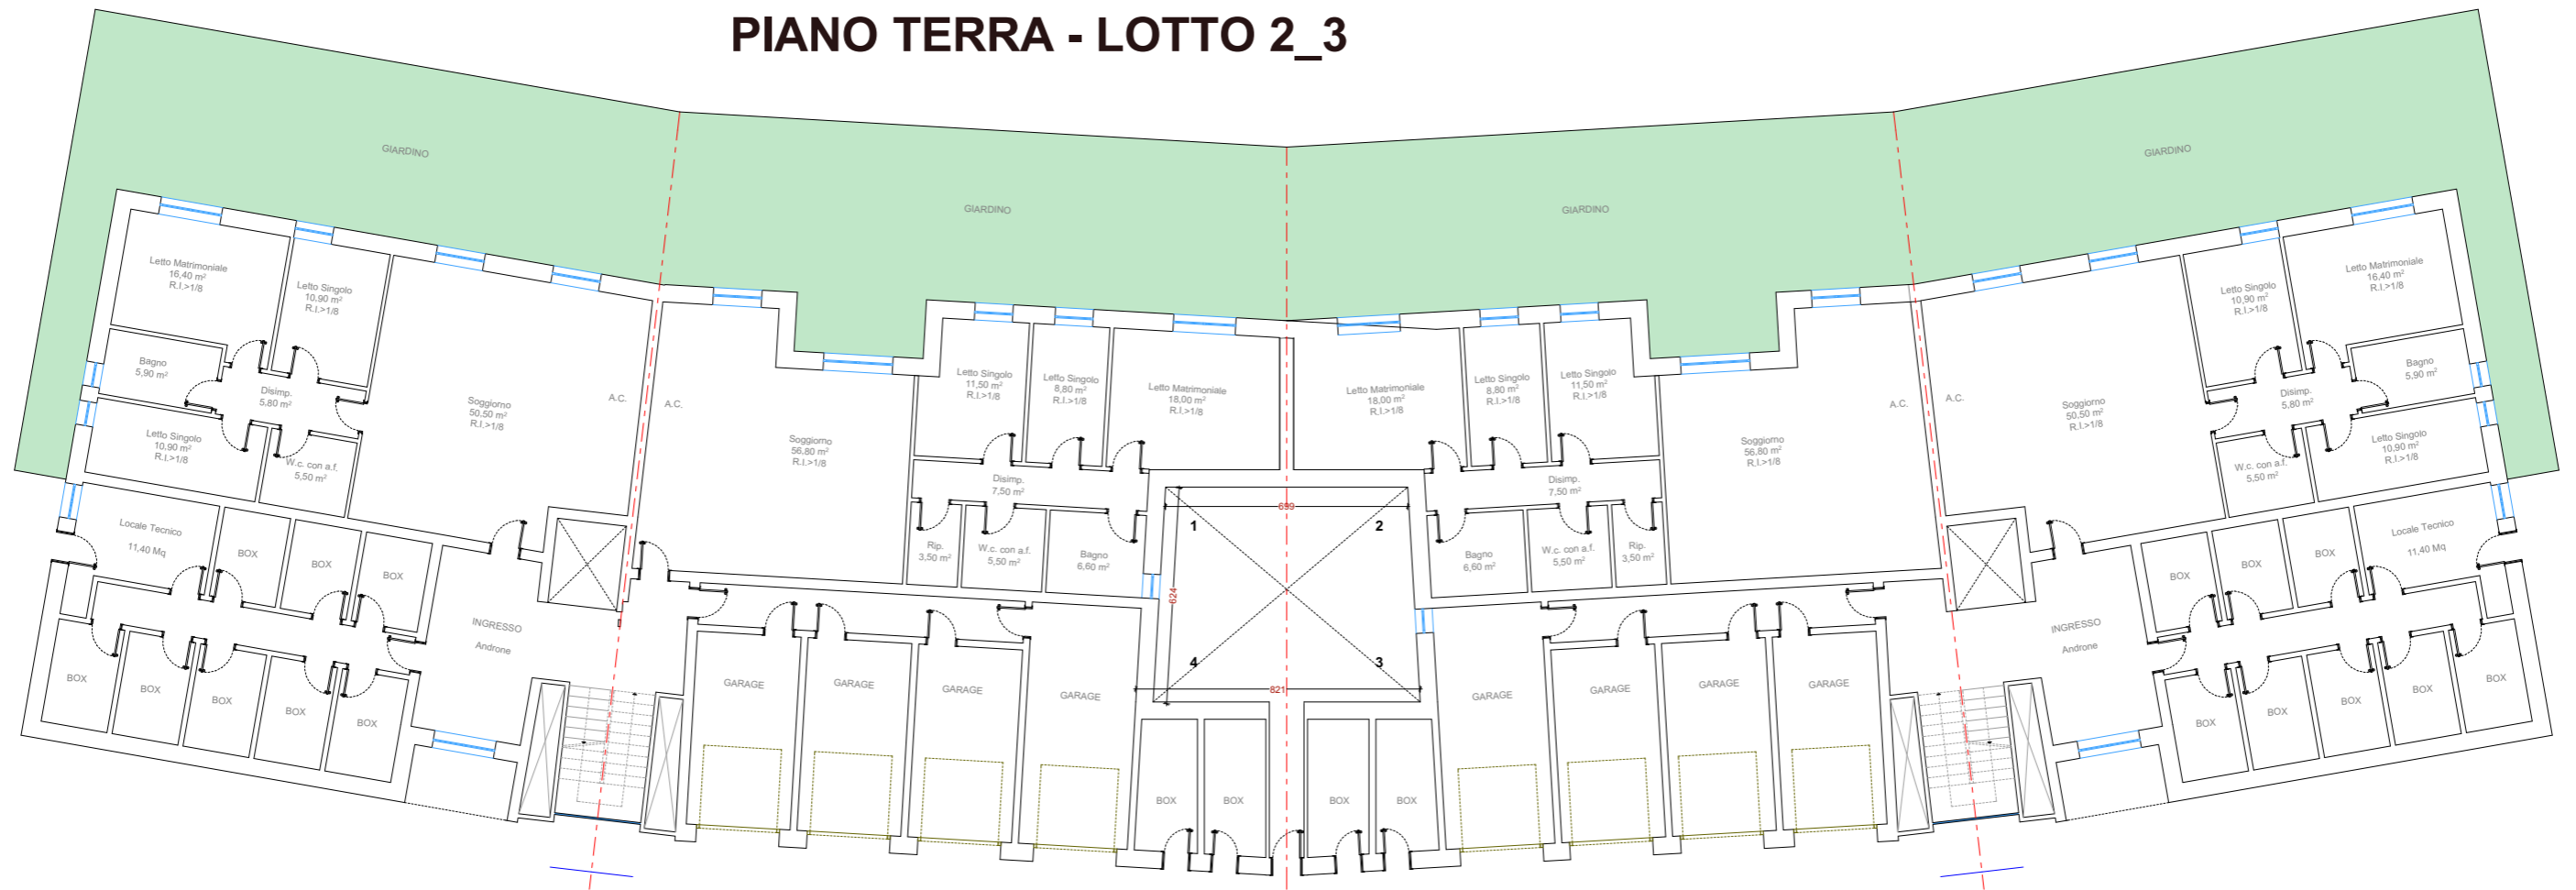 PIANO TERRA - LOTTO 2_3
GIARDINO
GIARDINO
GIARDINO
GIARDINO
Letto Matrimoniale
16,40 m²
R.I.>1/8
Letto Singolo
10,90 m²
R.I.>1/8
Bagno
5,90 m²
Disimp.
5,80 m²
Letto Singolo
10,90 m²
R.I.>1/8
W.c. con a.f.
5,50 m²
Soggiorno
50,50 m²
R.I.>1/8
A.C.
A.C.
Soggiorno
56,80 m²
R.I.>1/8
Letto Singolo
11,50 m²
R.I.>1/8
Letto Singolo
8,80 m²
R.I.>1/8
Letto Matrimoniale
18,00 m²
R.I.>1/8
Disimp.
7,50 m²
Rip.
3,50 m²
W.c. con a.f.
5,50 m²
Bagno
6,60 m²
Letto Matrimoniale
18,00 m²
R.I.>1/8
Letto Singolo
8,80 m²
R.I.>1/8
Letto Singolo
11,50 m²
R.I.>1/8
Disimp.
7,50 m²
Bagno
6,60 m²
W.c. con a.f.
5,50 m²
Rip.
3,50 m²
Soggiorno
56,80 m²
R.I.>1/8
A.C.
A.C.
Soggiorno
50,50 m²
R.I.>1/8
Letto Singolo
10,90 m²
R.I.>1/8
Letto Matrimoniale
16,40 m²
R.I.>1/8
Bagno
5,90 m²
Disimp.
5,80 m²
Letto Singolo
10,90 m²
R.I.>1/8
W.c. con a.f.
5,50 m²
699
1
2
624
4
3
821
Locale Tecnico
11,40 Mq
BOX
BOX
BOX
INGRESSO
Androne
BOX
BOX
BOX
BOX
BOX
GARAGE
GARAGE
GARAGE
GARAGE
BOX
BOX
BOX
BOX
GARAGE
GARAGE
GARAGE
GARAGE
INGRESSO
Androne
BOX
BOX
BOX
Locale Tecnico
11,40 Mq
BOX
BOX
BOX
BOX
BOX